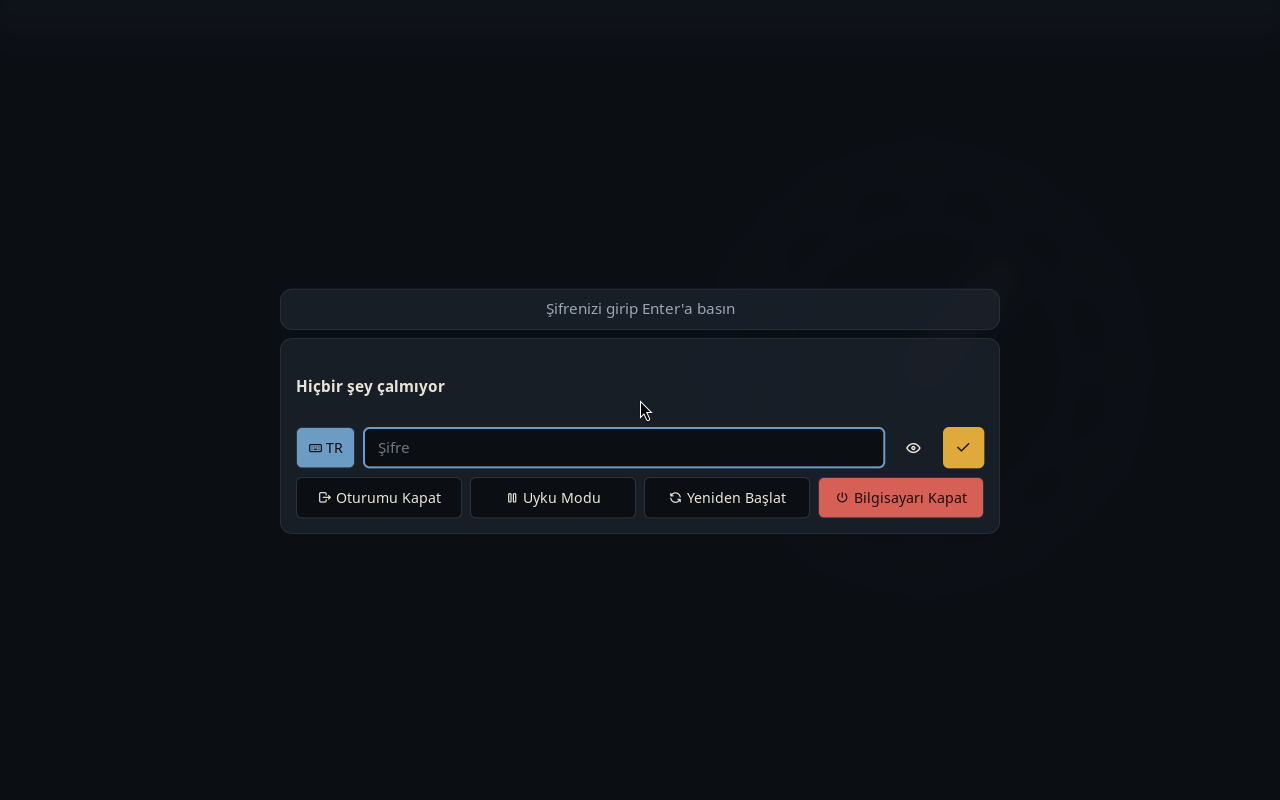 Şifrenizi girip Enter'a basın
Hiçbir şey çalmıyor
TR
Şifre
Oturumu Kapat
Uyku Modu
Yeniden Başlat
Bilgisayarı Kapat